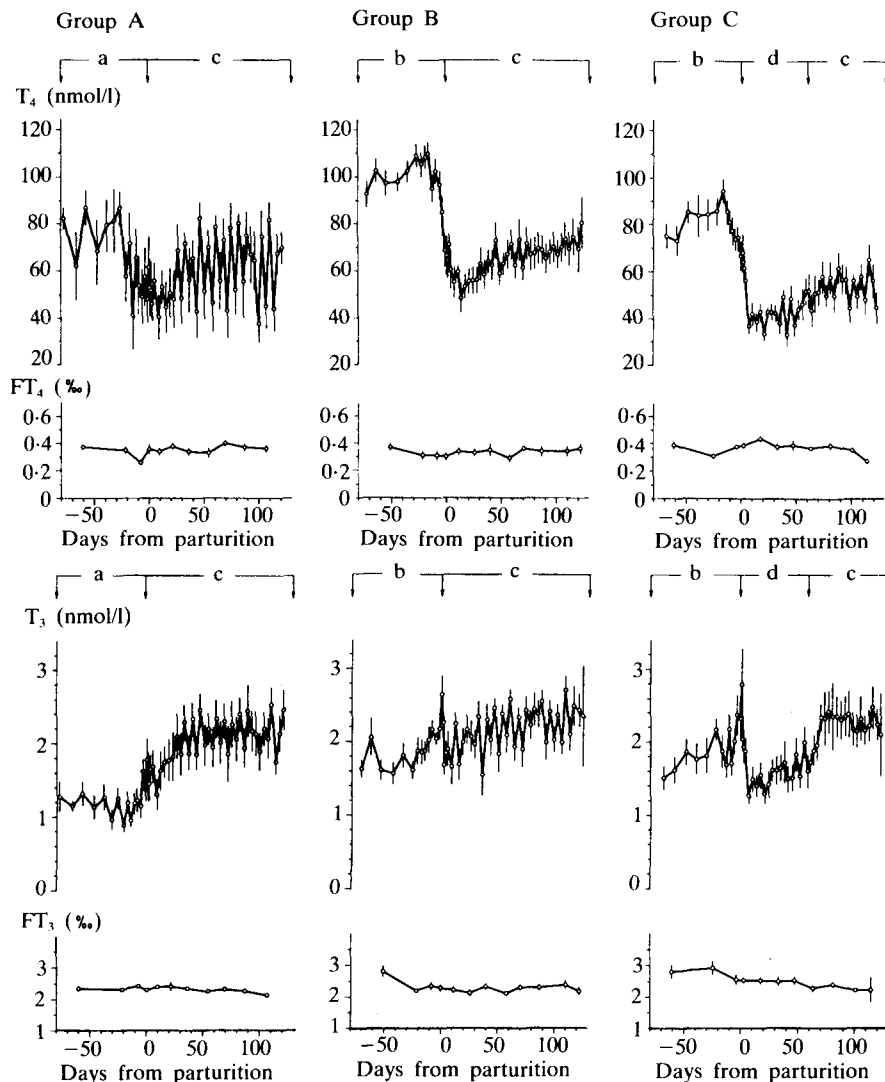 Group A Group B Group C
a c b c b d c
T₄ (nmol/l)
120 120 120
100 100 100
80 80 80
60 60 60
40 40 40
20 20 20
FT₄ (‰)
0·6 0·6 0·6
0·4 0·4 0·4
0·2 0·2 0·2
0 0 0
−50 0 50 100 −50 0 50 100 −50 0 50 100
Days from parturition Days from parturition Days from parturition
a c b c b d c
T₃ (nmol/l)
3 3 3
2 2 2
1 1 1
0 0 0
FT₃ (‰)
3 3 3
2 2 2
1 1 1
−50 0 50 100 −50 0 50 100 −50 0 50 100
Days from parturition Days from parturition Days from parturition